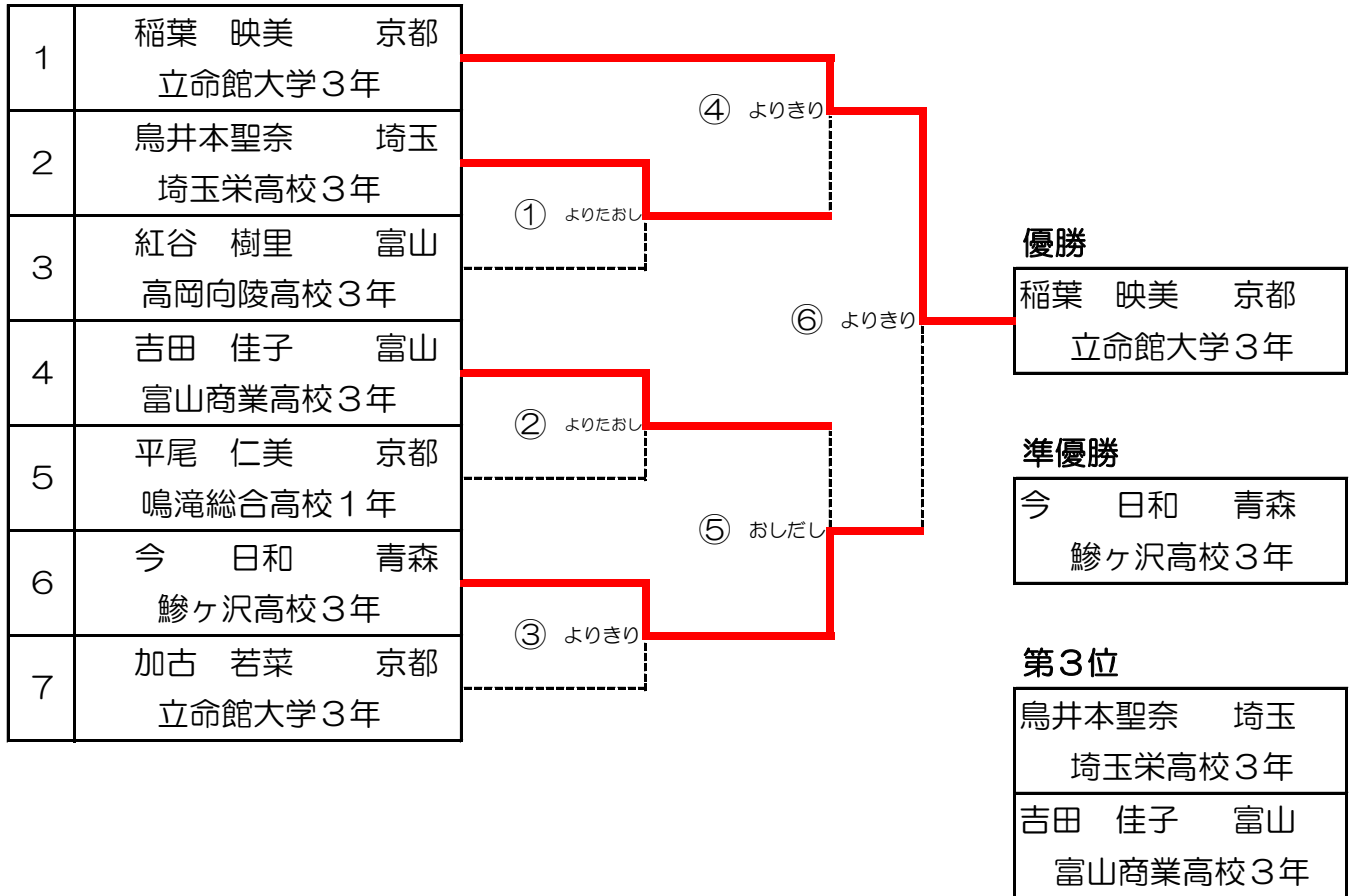 1
稲葉　映美　　京都
立命館大学３年
2
鳥井本聖奈　　埼玉
埼玉栄高校３年
3
紅谷　樹里　　富山
高岡向陵高校３年
4
吉田　佳子　　富山
富山商業高校３年
5
平尾　仁美　　京都
鳴滝総合高校１年
6
今　　日和　　青森
鰺ヶ沢高校３年
7
加古　若菜　　京都
立命館大学３年
① よりたおし
② よりたおし
③ よりきり
④ よりきり
⑤ おしだし
⑥ よりきり
優勝
稲葉　映美　　京都
立命館大学３年
準優勝
今　　日和　　青森
鰺ヶ沢高校３年
第３位
鳥井本聖奈　　埼玉
埼玉栄高校３年
吉田　佳子　　富山
富山商業高校３年